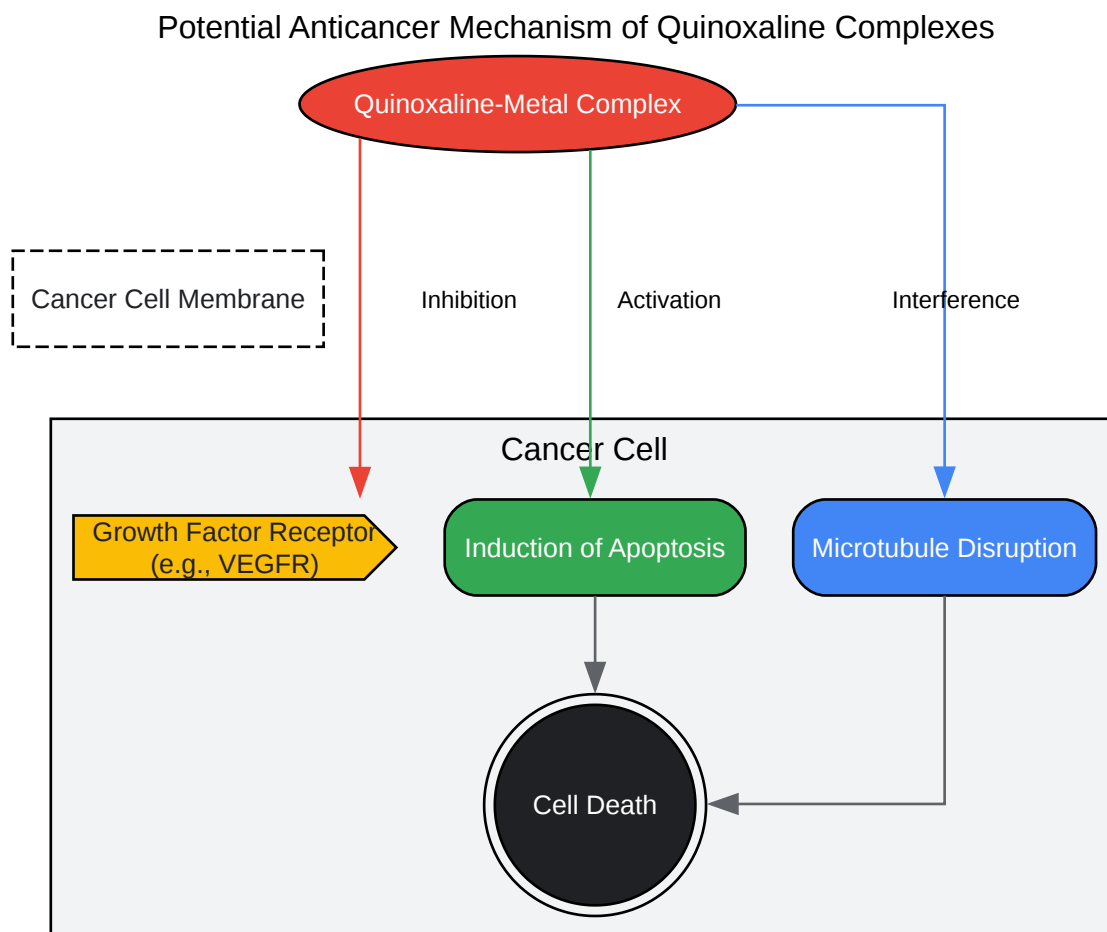 Potential Anticancer Mechanism of Quinoxaline Complexes
Quinoxaline-Metal Complex
Cancer Cell Membrane
Inhibition
Activation
Interference
Cancer Cell
Growth Factor Receptor
(e.g., VEGFR)
Induction of Apoptosis
Microtubule Disruption
Cell Death